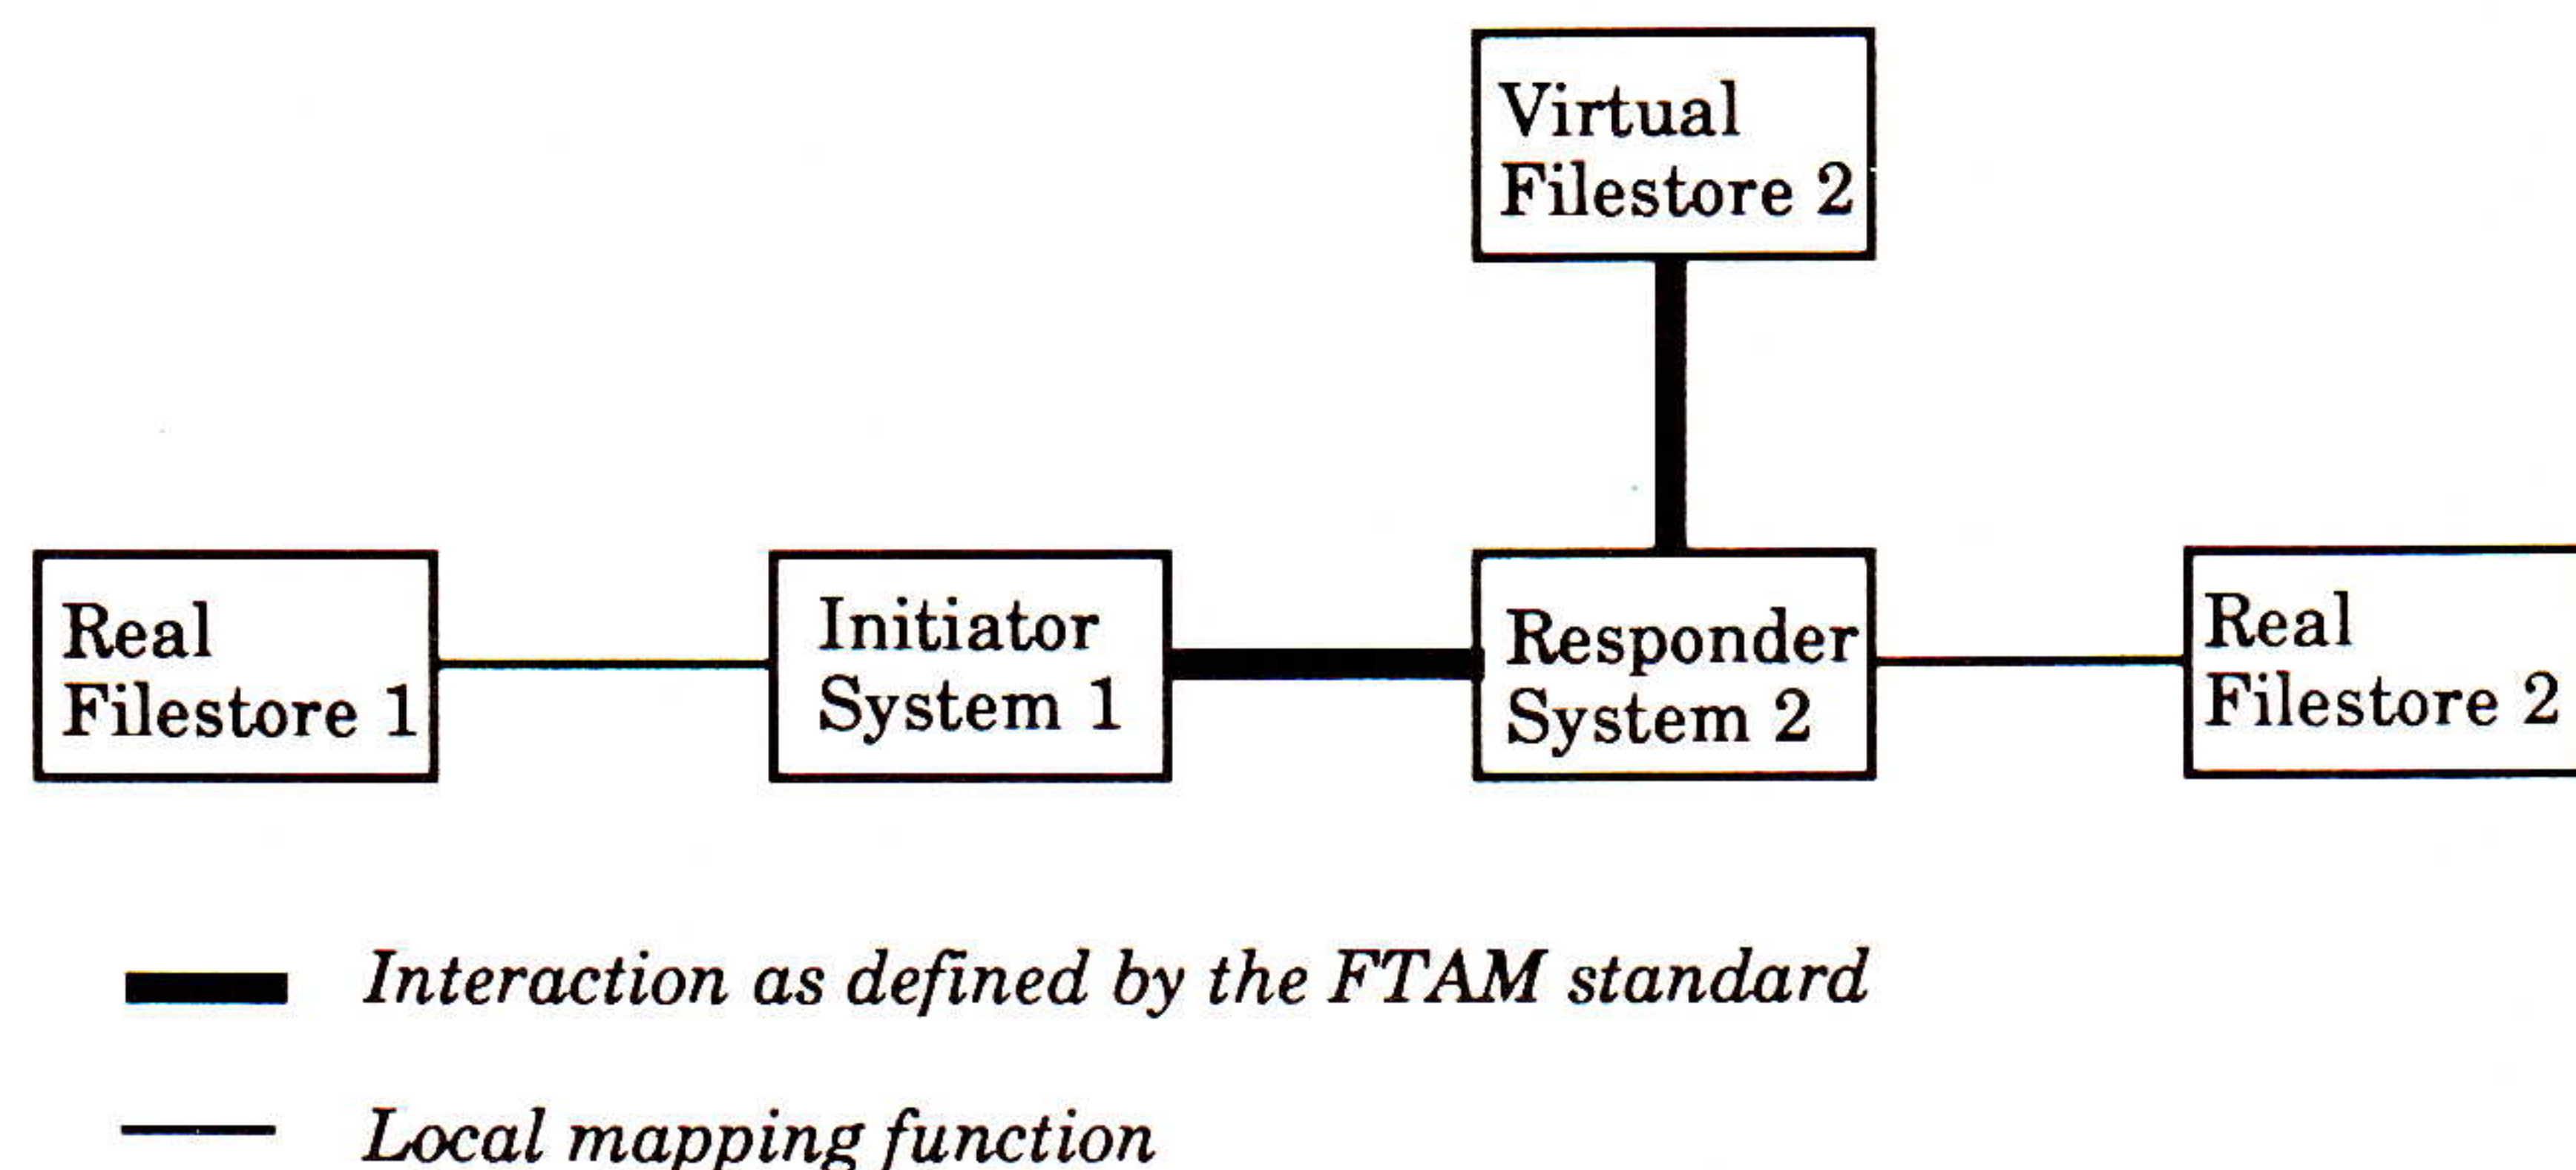 Virtual
Filestore 2
Real
Filestore 1
Initiator
System 1
Responder
System 2
Real
Filestore 2
Interaction as defined by the FTAM standard
Local mapping function